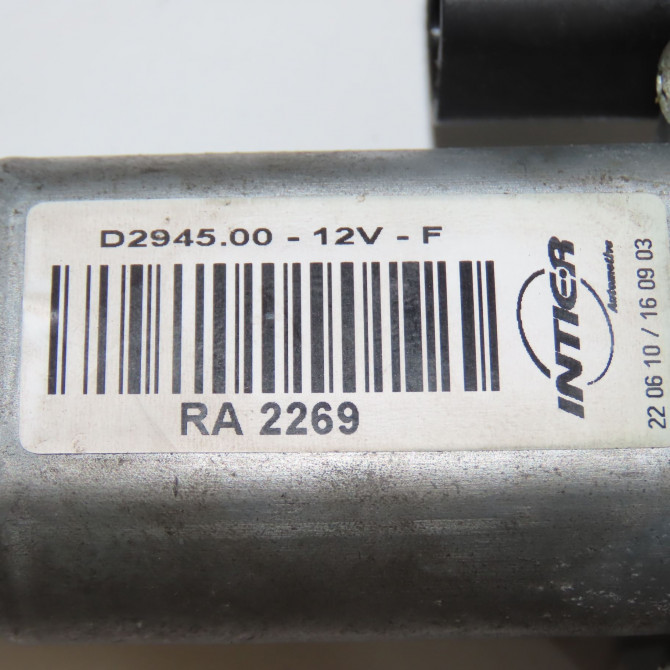 D2945.00 - 12V - F
RA 2269
INTIER
Automotive
22 06 10 / 16 09 03